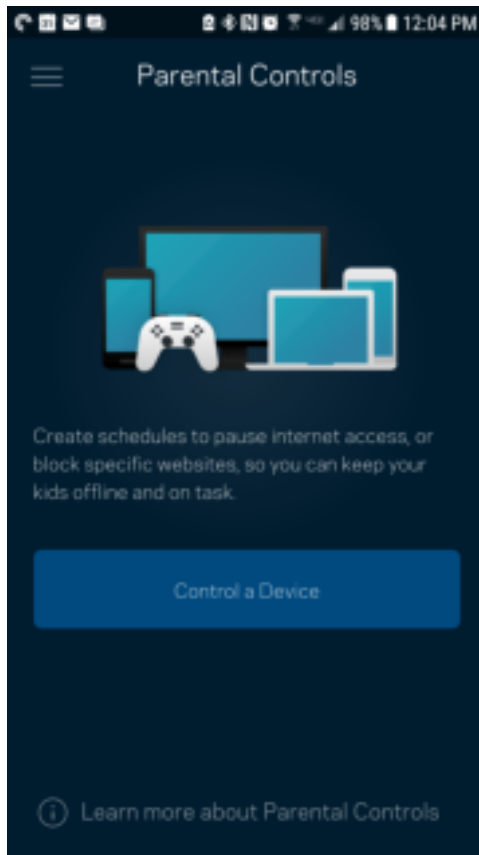 98% 12:04 PM
Parental Controls
Create schedules to pause internet access, or
block specific websites, so you can keep your
kids offline and on task.
Control a Device
Learn more about Parental Controls